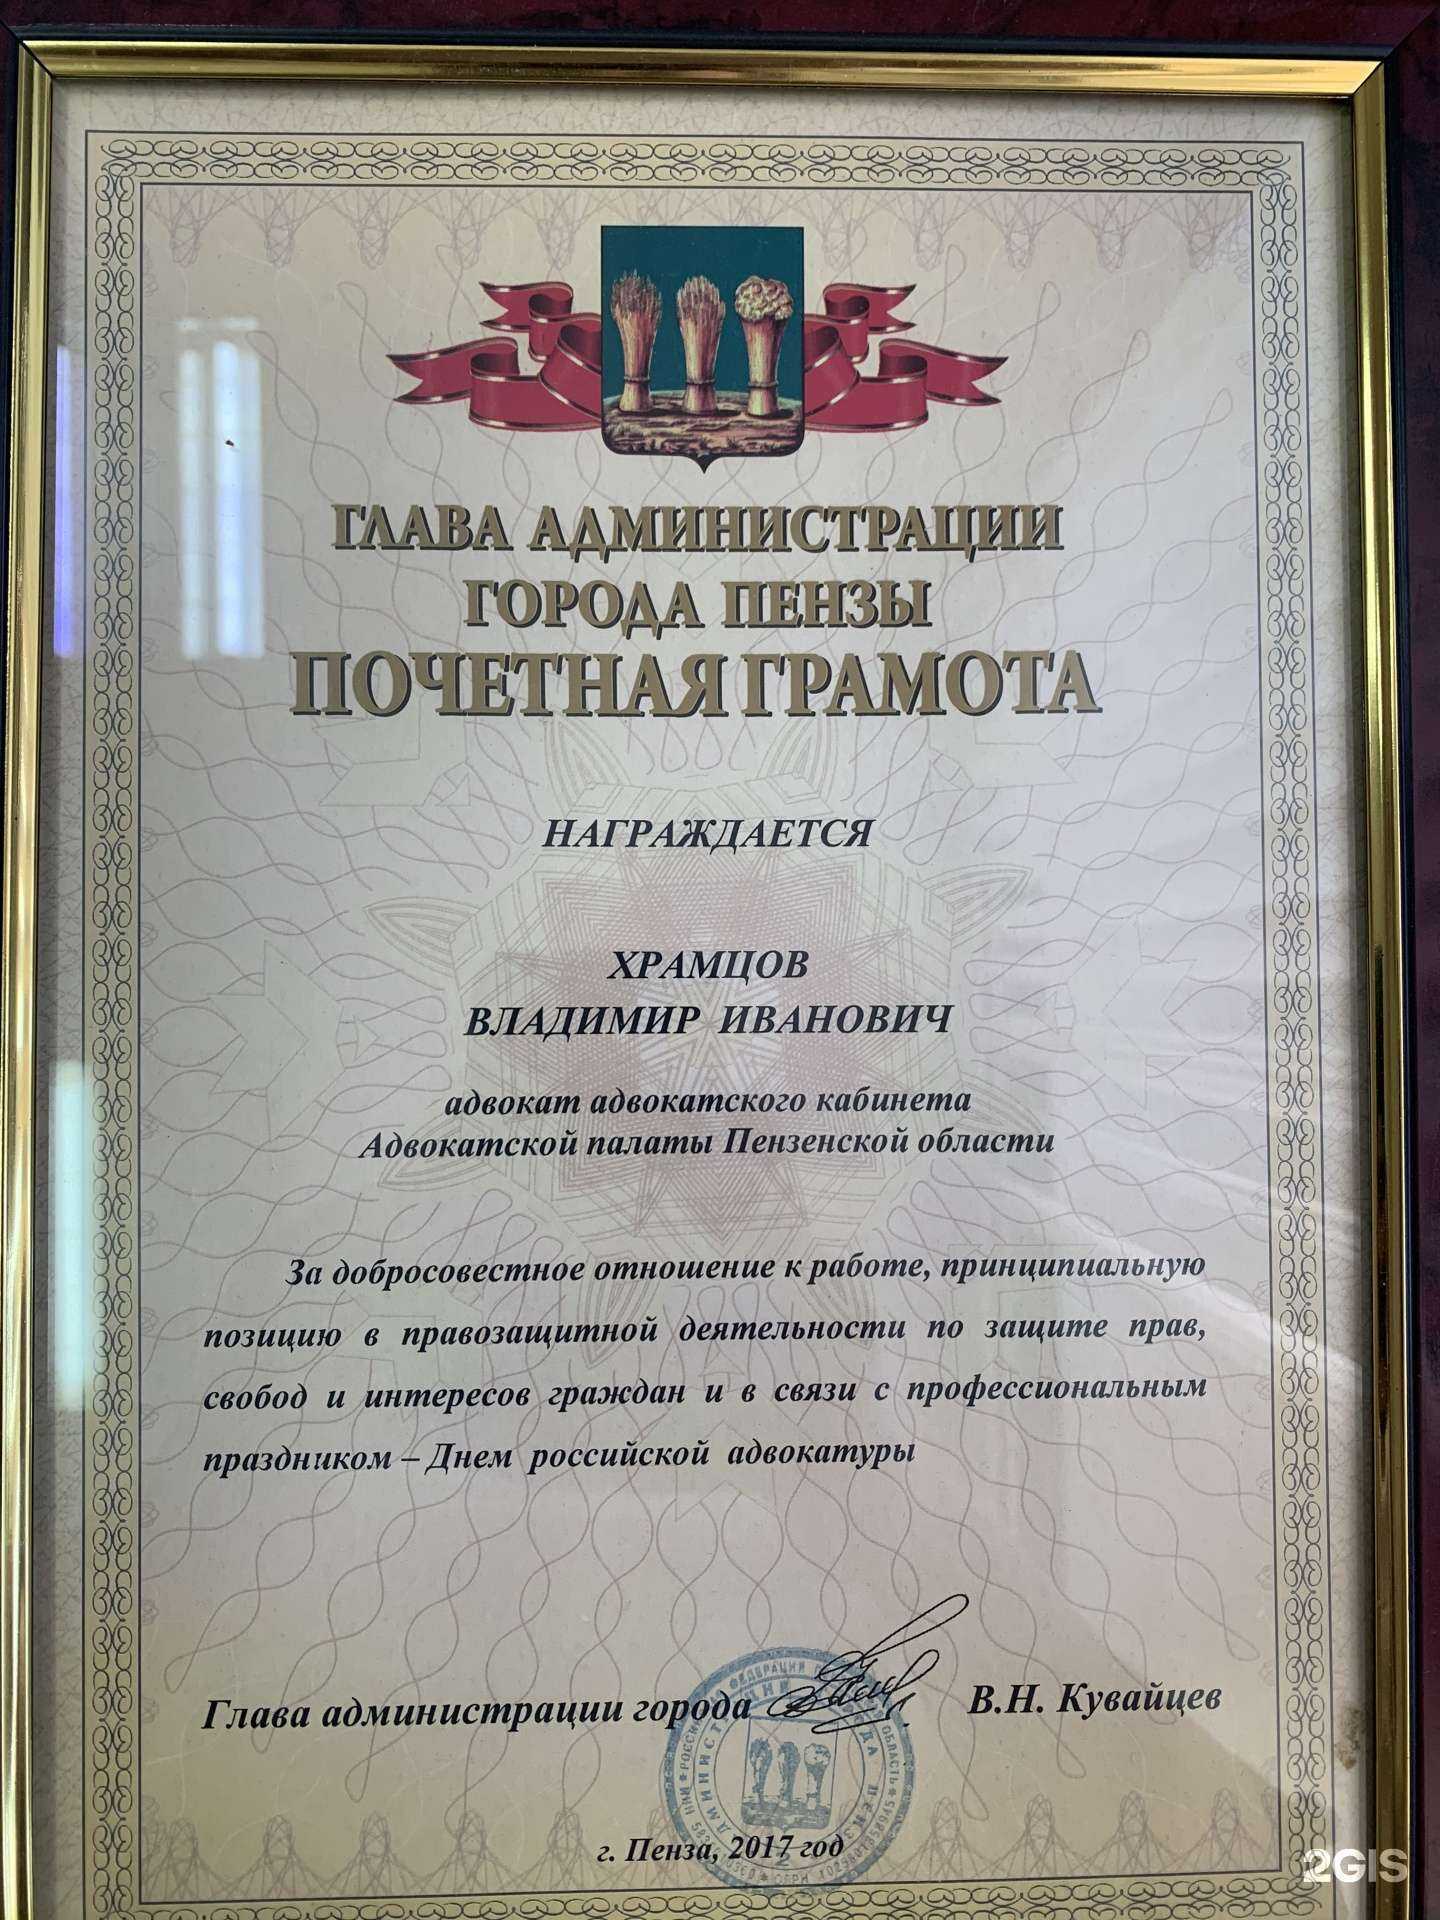 ГЛАВА АДМИНИСТРАЦИИ
ГОРОДА ПЕНЗЫ
ПОЧЕТНАЯ ГРАМОТА
НАГРАЖДАЕТСЯ
ХРАМЦОВ
ВЛАДИМИР ИВАНОВИЧ
адвокат адвокатского кабинета
Адвокатской палаты Пензенской области
За добросовестное отношение к работе, принципиальную
позицию в правозащитной деятельности по защите прав,
свобод и интересов граждан и в связи с профессиональным
праздником – Днем российской адвокатуры
Глава администрации города
В.Н. Кувайцев
г. Пенза, 2017 год
2GIS